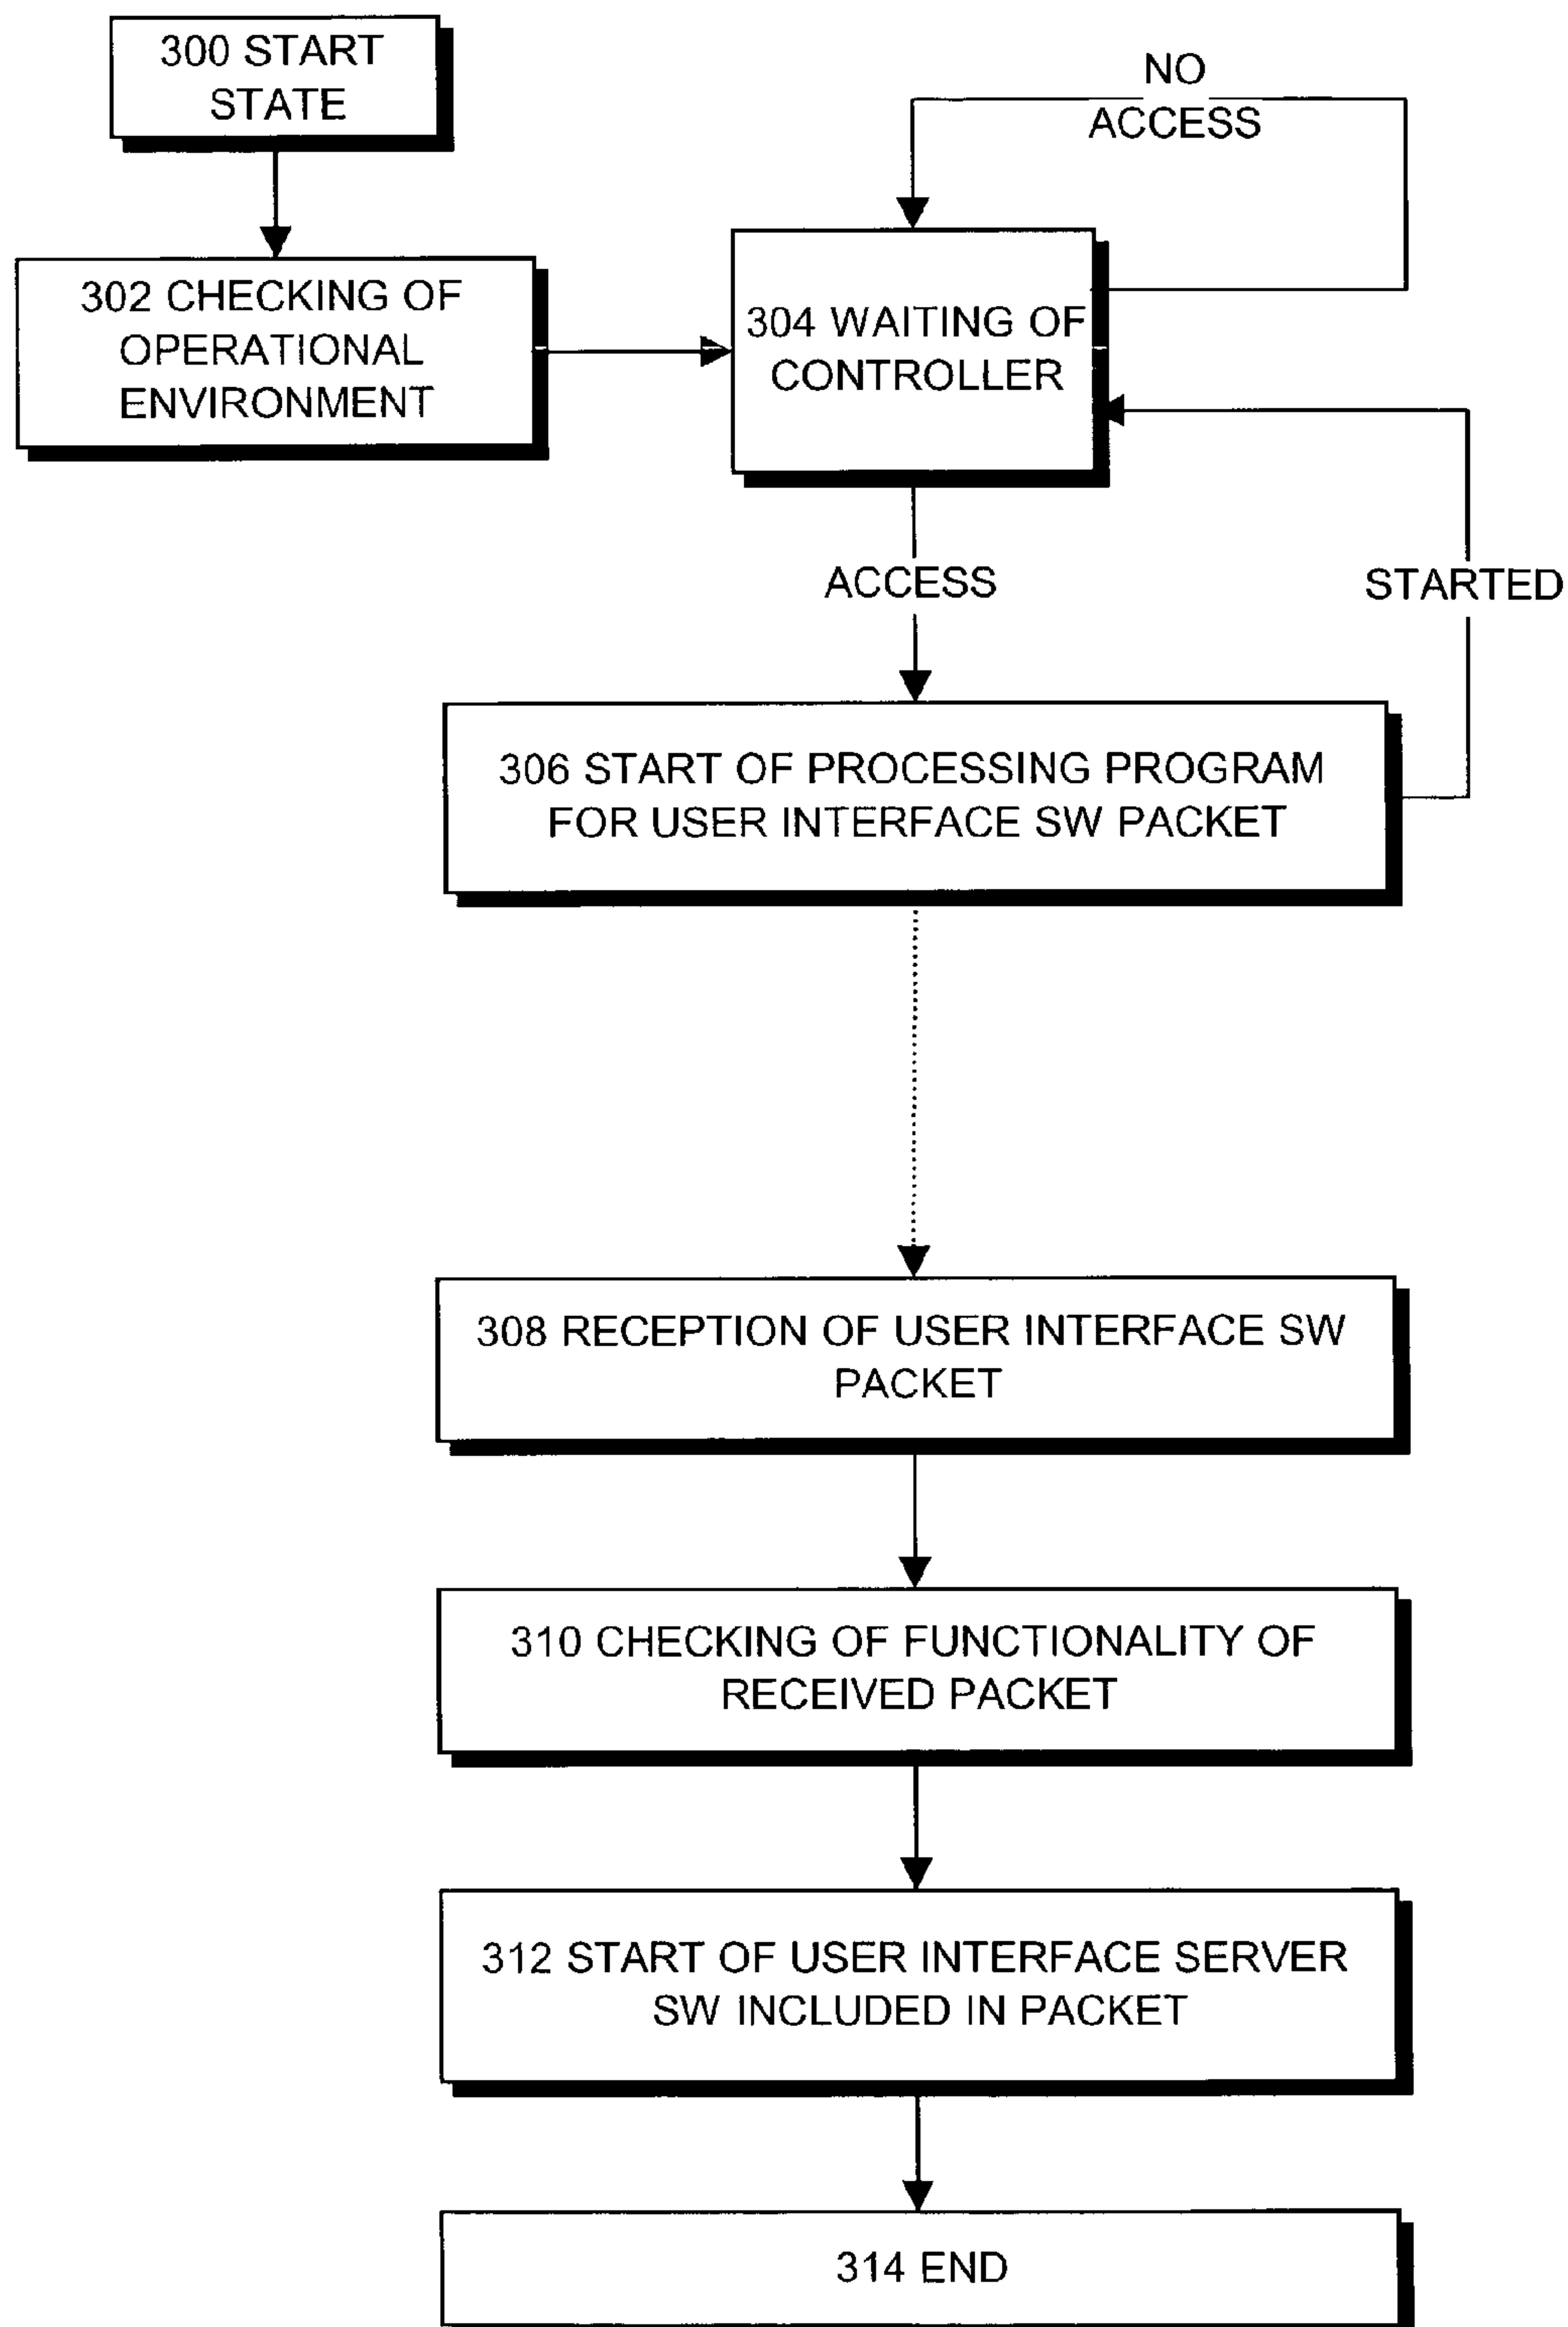 300 START
STATE
NO
ACCESS
302 CHECKING OF
OPERATIONAL
ENVIRONMENT
304 WAITING OF
CONTROLLER
ACCESS
STARTED
306 START OF PROCESSING PROGRAM
FOR USER INTERFACE SW PACKET
308 RECEPTION OF USER INTERFACE SW
PACKET
310 CHECKING OF FUNCTIONALITY OF
RECEIVED PACKET
312 START OF USER INTERFACE SERVER
SW INCLUDED IN PACKET
314 END